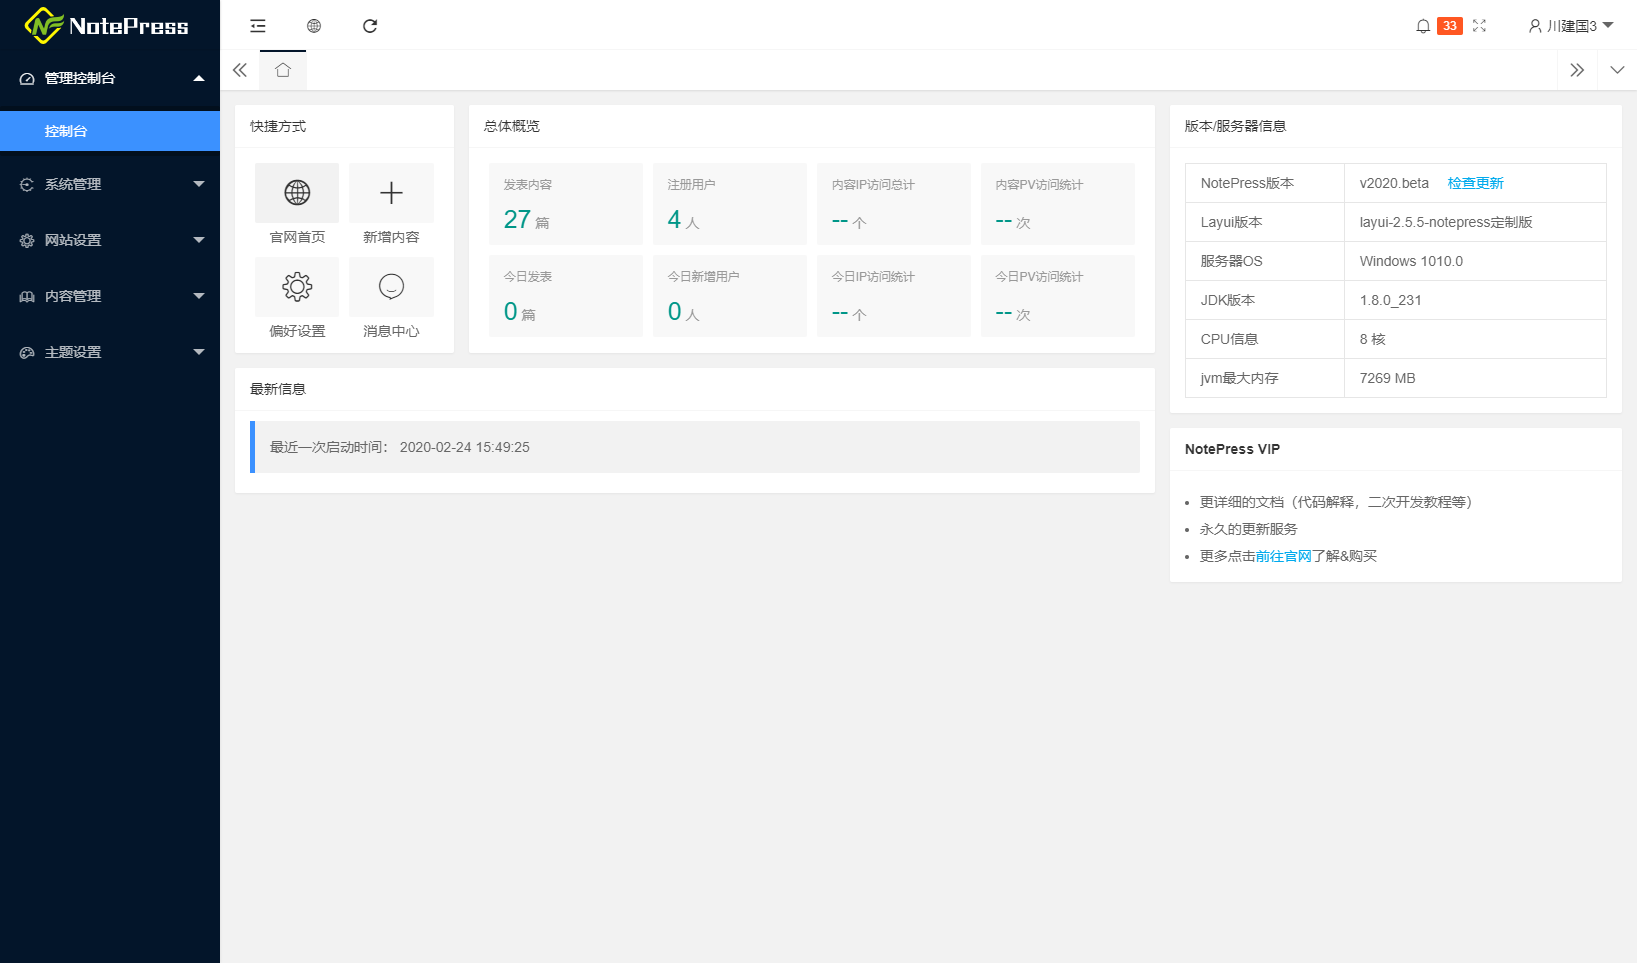 NotePress
33
川建国3
管理控制台
控制台
系统管理
网站设置
内容管理
主题设置
快捷方式
官网首页
新增内容
偏好设置
消息中心
总体概览
发表内容
27 篇
注册用户
4 人
内容IP访问总计
-- 个
内容PV访问统计
-- 次
今日发表
0 篇
今日新增用户
0 人
今日IP访问统计
-- 个
今日PV访问统计
-- 次
最新信息
最近一次启动时间： 2020-02-24 15:49:25
版本/服务器信息
NotePress版本 v2020.beta 检查更新
Layui版本 layui-2.5.5-notepress定制版
服务器OS Windows 1010.0
JDK版本 1.8.0_231
CPU信息 8 核
jvm最大内存 7269 MB
NotePress VIP
更详细的文档（代码解释，二次开发教程等）
永久的更新服务
更多点击前往官网了解&购买